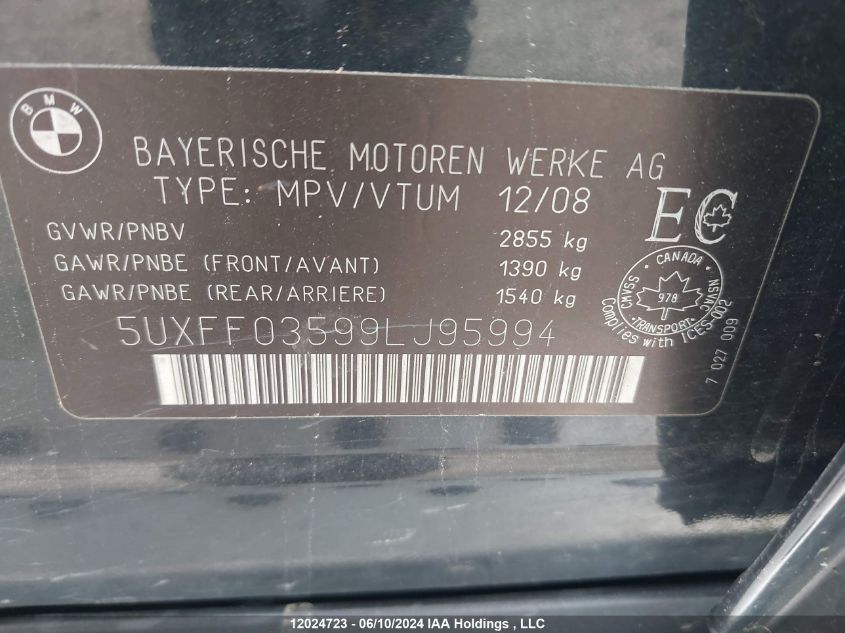 BMW
BAYERISCHE MOTOREN WERKE AG
TYPE: MPV/VTUM 12/08
EC
GVWR/PNBV 2855 kg
GAWR/PNBE (FRONT/AVANT) 1390 kg
GAWR/PNBE (REAR/ARRIERE) 1540 kg
CANADA
CMVSS
NSVAC
978
TRANSPORT
Complies with ICES-002
7 027 009
5UXFF03599LJ95994
12024723 - 06/10/2024 IAA Holdings , LLC